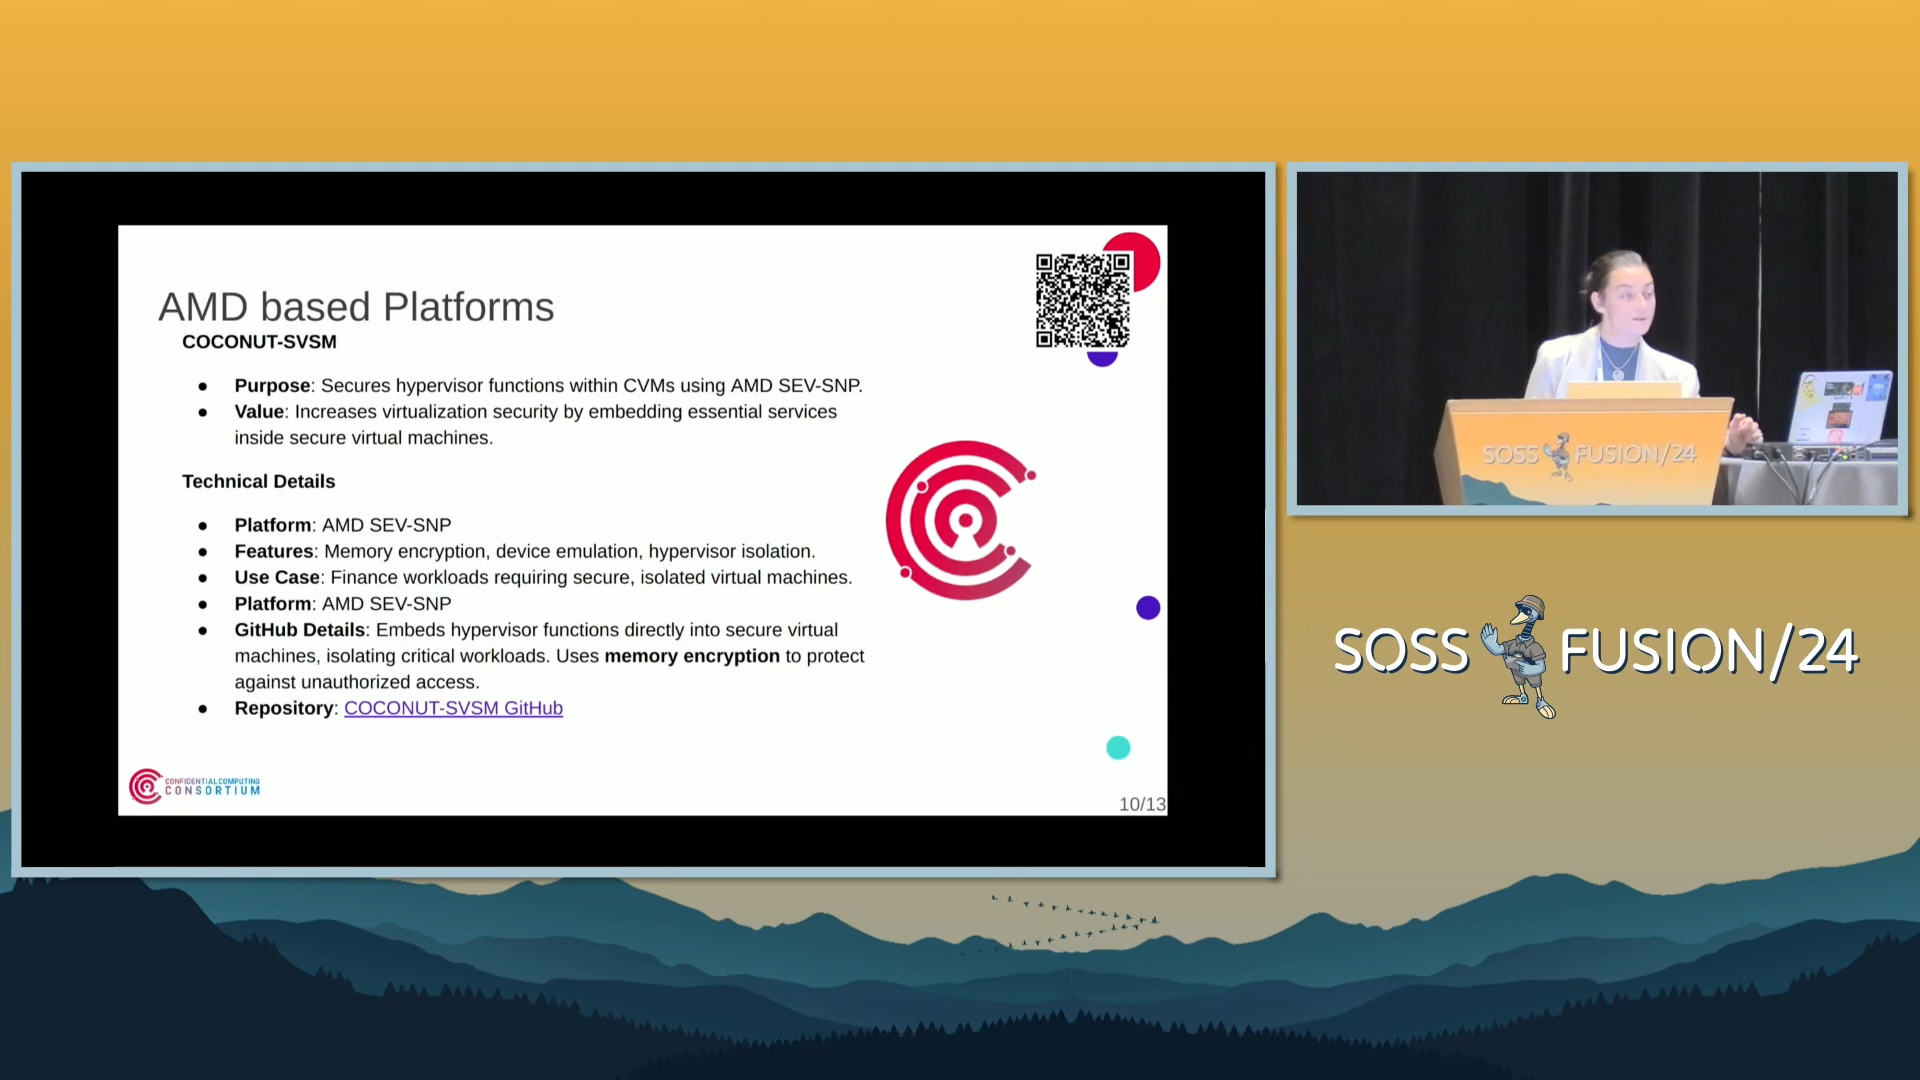 AMD based Platforms
COCONUT-SVSM
● Purpose: Secures hypervisor functions within CVMs using AMD SEV-SNP.
● Value: Increases virtualization security by embedding essential services
inside secure virtual machines.
Technical Details
● Platform: AMD SEV-SNP
● Features: Memory encryption, device emulation, hypervisor isolation.
● Use Case: Finance workloads requiring secure, isolated virtual machines.
● Platform: AMD SEV-SNP
● GitHub Details: Embeds hypervisor functions directly into secure virtual
machines, isolating critical workloads. Uses memory encryption to protect
against unauthorized access.
● Repository: COCONUT-SVSM GitHub
CONFIDENTIAL COMPUTING
CONSORTIUM
10/13
SOSS FUSION/24
SOSS FUSION/24